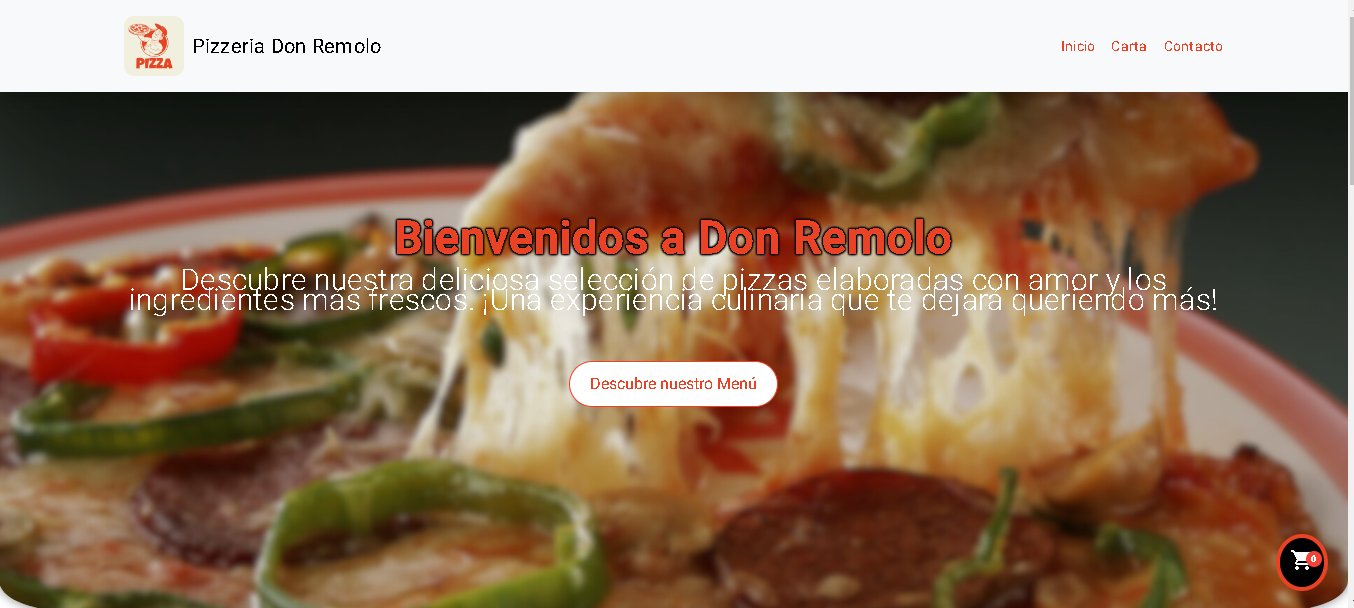 PIZZA
Pizzeria Don Remolo
Inicio
Carta
Contacto
Bienvenidos a Don Remolo
Descubre nuestra deliciosa selección de pizzas elaboradas con amor y los
ingredientes más frescos. ¡Una experiencia culinaria que te dejará queriendo más!
Descubre nuestro Menú
0